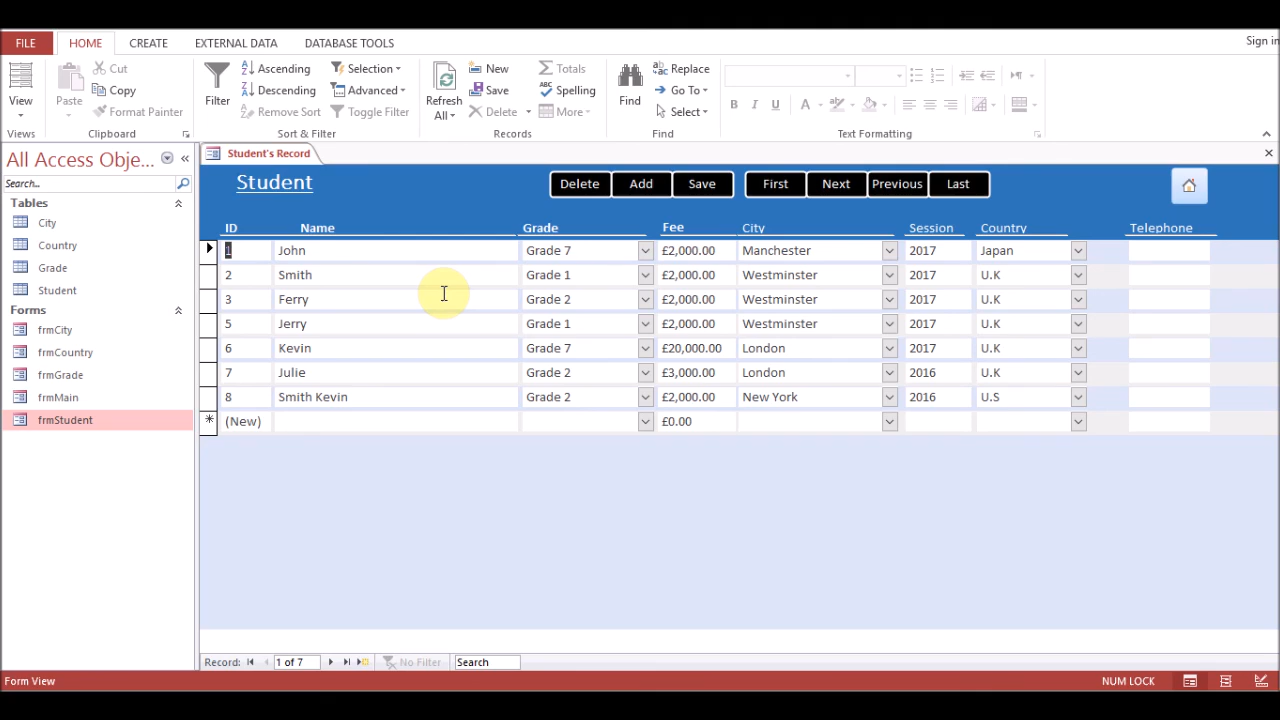 Sign in
FILE HOME CREATE EXTERNAL DATA DATABASE TOOLS
View
Views
Paste
Cut
Copy
Format Painter
Clipboard
Filter
Ascending
Descending
Remove Sort
Selection
Advanced
Toggle Filter
Sort & Filter
Refresh
All
New
Save
Delete
Totals
Spelling
More
Records
Find
Replace
Go To
Select
Find
B I U A
Text Formatting
All Access Obje...
Search...
Tables
City
Country
Grade
Student
Forms
frmCity
frmCountry
frmGrade
frmMain
frmStudent
Student's Record
Student Delete Add Save First Next Previous Last
ID Name Grade Fee City Session Country Telephone
1 John Grade 7 £2,000.00 Manchester 2017 Japan
2 Smith Grade 1 £2,000.00 Westminster 2017 U.K
3 Ferry Grade 2 £2,000.00 Westminster 2017 U.K
5 Jerry Grade 1 £2,000.00 Westminster 2017 U.K
6 Kevin Grade 7 £20,000.00 London 2017 U.K
7 Julie Grade 2 £3,000.00 London 2016 U.K
8 Smith Kevin Grade 2 £2,000.00 New York 2016 U.S
(New) £0.00
Record: 1 of 7 No Filter Search
Form View NUM LOCK